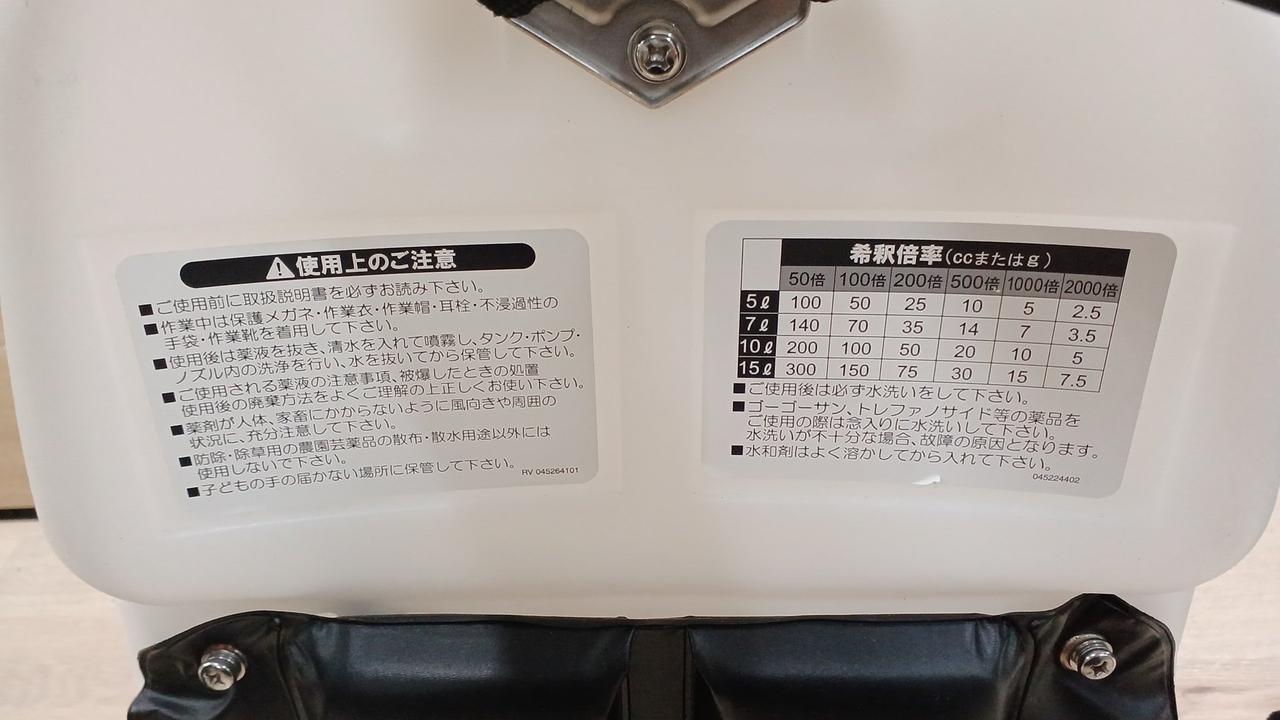 ⚠使用上のご注意
■ご使用前に取扱説明書を必ずお読み下さい。
■作業中は保護メガネ・作業衣・作業帽・耳栓・不浸過性の
手袋・作業靴を着用して下さい。
■使用後は薬液を抜き、清水を入れて噴霧し、タンク・ポンプ・
ノズル内の洗浄を行い、水を抜いてから保管して下さい。
■ご使用される薬液の注意事項、被爆したときの処置
使用後の廃棄方法をよくご理解の上正しくお使い下さい。
■薬剤が人体、家畜にかからないように風向きや周囲の
状況に、充分注意して下さい。
■防除・除草用の農園芸薬品の散布・散水用途以外には
使用しないで下さい。
■子どもの手の届かない場所に保管して下さい。
RV 045264101
希釈倍率(ccまたはg)
50倍 100倍 200倍 500倍 1000倍 2000倍
5ℓ 100 50 25 10 5 2.5
7ℓ 140 70 35 14 7 3.5
10ℓ 200 100 50 20 10 5
15ℓ 300 150 75 30 15 7.5
■ご使用後は必ず水洗いをして下さい。
■ゴーゴーサン、トレファノサイド等の薬品を
ご使用の際は念入りに水洗いして下さい。
水洗いが不十分な場合、故障の原因となります。
■水和剤はよく溶かしてから入れて下さい。
045224402